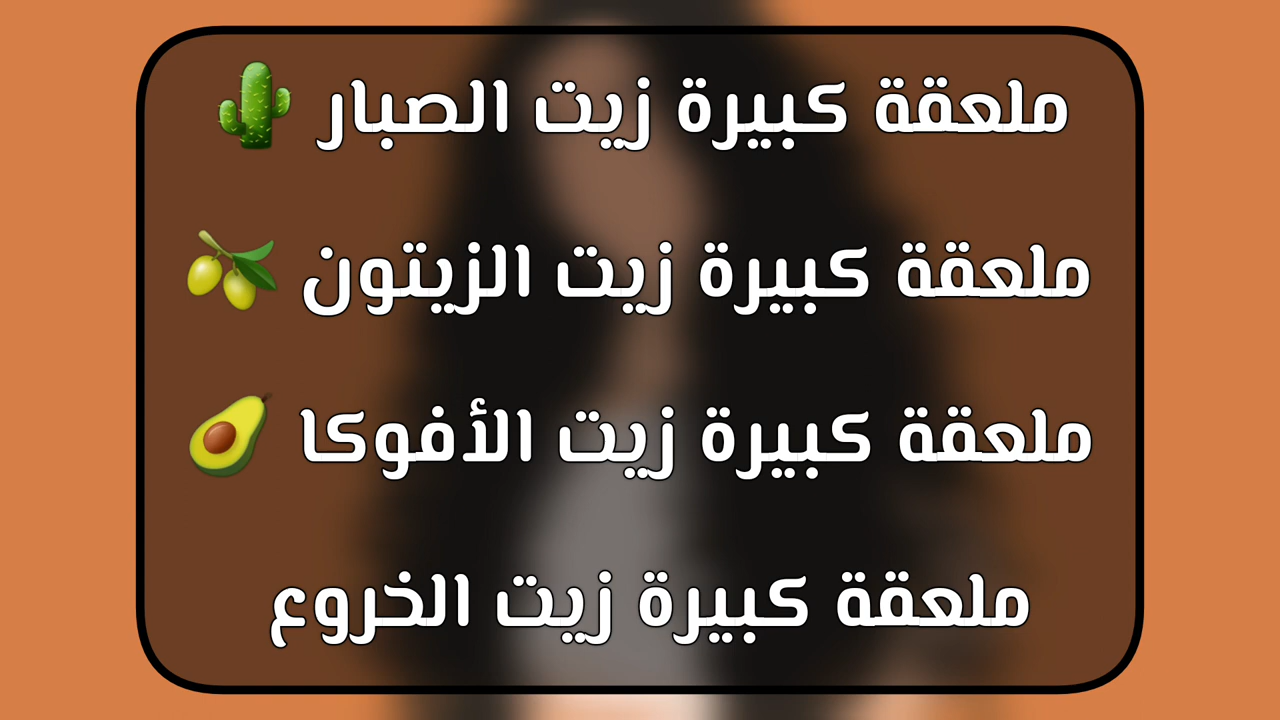 ملعقة كبيرة زيت الصبار 🌵
ملعقة كبيرة زيت الزيتون 🫒
ملعقة كبيرة زيت الأفوكا 🥑
ملعقة كبيرة زيت الخروع